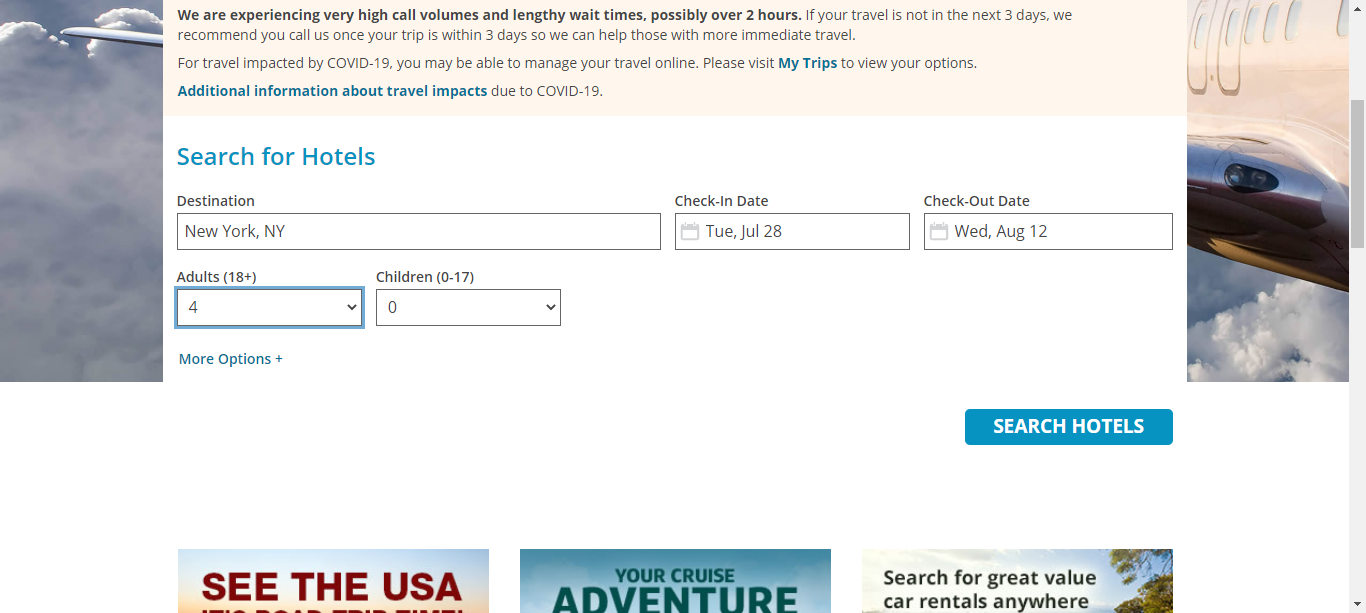 We are experiencing very high call volumes and lengthy wait times, possibly over 2 hours. If your travel is not in the next 3 days, we
recommend you call us once your trip is within 3 days so we can help those with more immediate travel.
For travel impacted by COVID-19, you may be able to manage your travel online. Please visit My Trips to view your options.
Additional information about travel impacts due to COVID-19.
Search for Hotels
Destination
Check-In Date
Check-Out Date
New York, NY
Tue, Jul 28
Wed, Aug 12
Adults (18+)
Children (0-17)
4
0
More Options +
SEARCH HOTELS
SEE THE USA
IT'S ROAD TRIP TIME!
YOUR CRUISE
ADVENTURE
Search for great value
car rentals anywhere